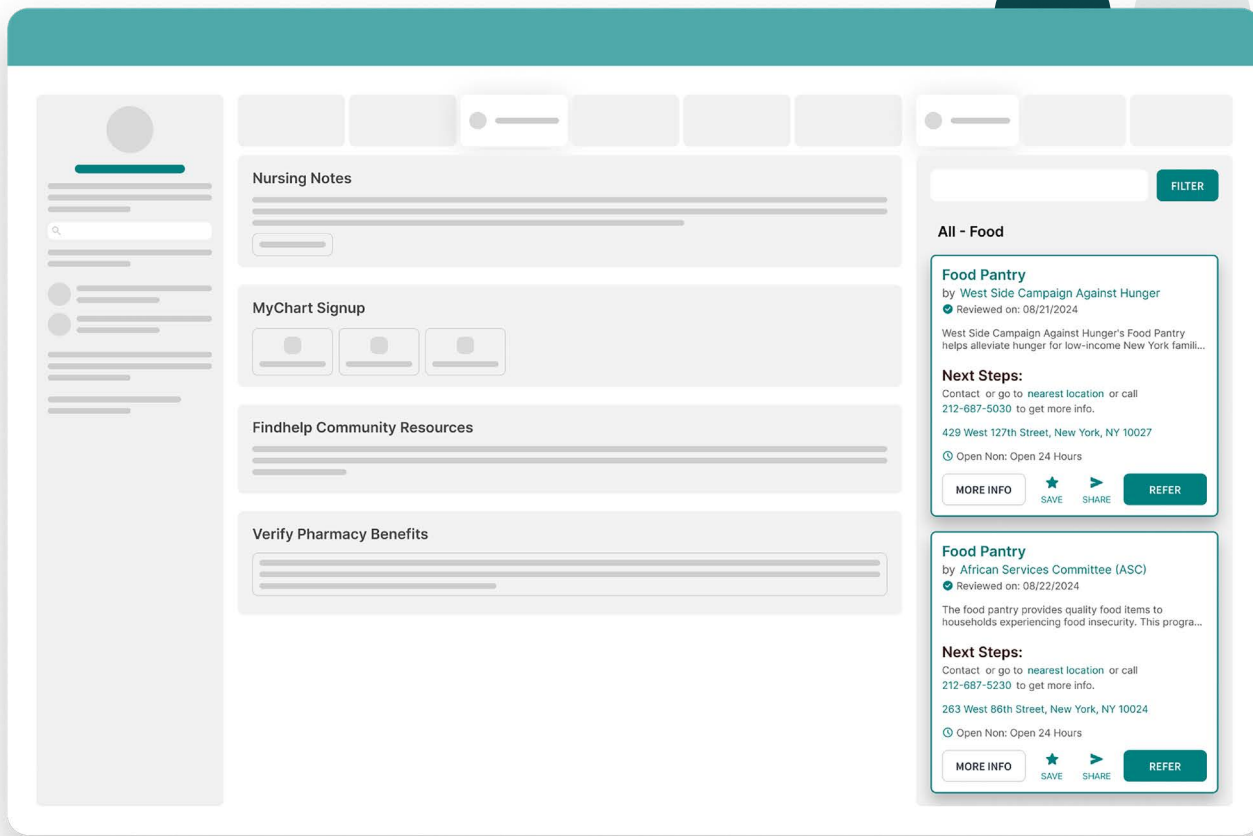 Nursing Notes
MyChart Signup
Findhelp Community Resources
Verify Pharmacy Benefits
FILTER
All - Food
Food Pantry
by West Side Campaign Against Hunger
Reviewed on: 08/21/2024
West Side Campaign Against Hunger's Food Pantry
helps alleviate hunger for low-income New York famili...
Next Steps:
Contact or go to nearest location or call
212-687-5030 to get more info.
429 West 127th Street, New York, NY 10027
Open Non: Open 24 Hours
MORE INFO
SAVE
SHARE
REFER
Food Pantry
by African Services Committee (ASC)
Reviewed on: 08/22/2024
The food pantry provides quality food items to
households experiencing food insecurity. This progra...
Next Steps:
Contact or go to nearest location or call
212-687-5230 to get more info.
263 West 86th Street, New York, NY 10024
Open Non: Open 24 Hours
MORE INFO
SAVE
SHARE
REFER